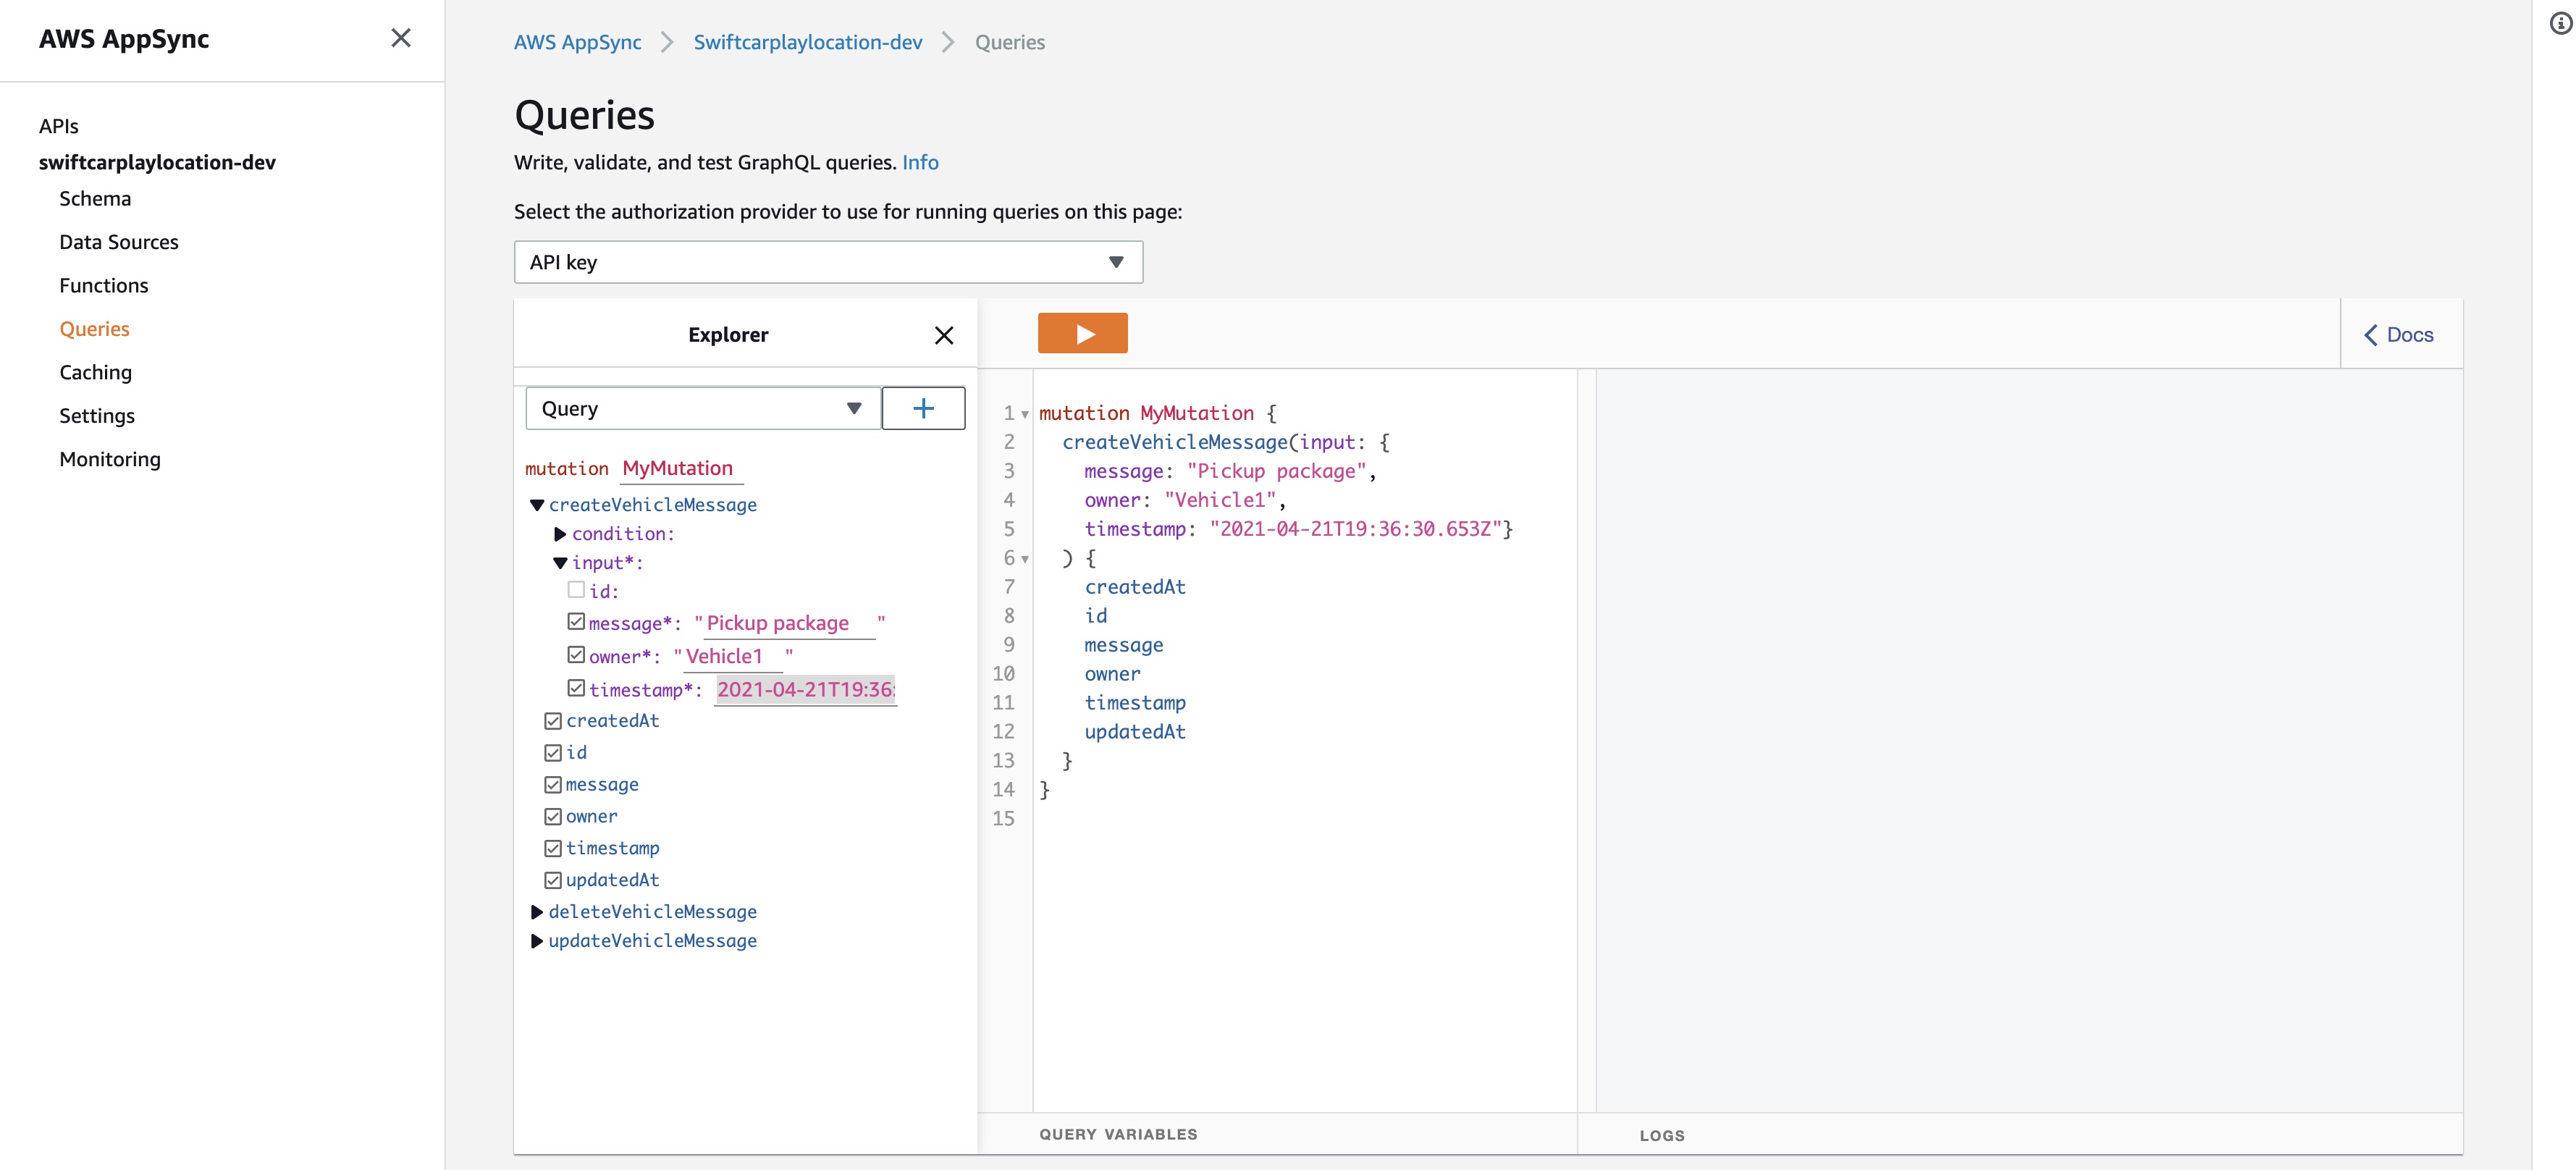 AWS AppSync
APIs
swiftcarplaylocation-dev
Schema
Data Sources
Functions
Queries
Caching
Settings
Monitoring
AWS AppSync > Swiftcarplaylocation-dev > Queries
Queries
Write, validate, and test GraphQL queries. Info
Select the authorization provider to use for running queries on this page:
API key
Explorer
Query
mutation MyMutation
createVehicleMessage
condition:
input*:
id:
message*: "Pickup package"
owner*: "Vehicle1"
timestamp*: 2021-04-21T19:36:
createdAt
id
message
owner
timestamp
updatedAt
deleteVehicleMessage
updateVehicleMessage
Docs
1 mutation MyMutation {
2 createVehicleMessage(input: {
3 message: "Pickup package",
4 owner: "Vehicle1",
5 timestamp: "2021-04-21T19:36:30.653Z"}
6 ) {
7 createdAt
8 id
9 message
10 owner
11 timestamp
12 updatedAt
13 }
14 }
15
QUERY VARIABLES
LOGS